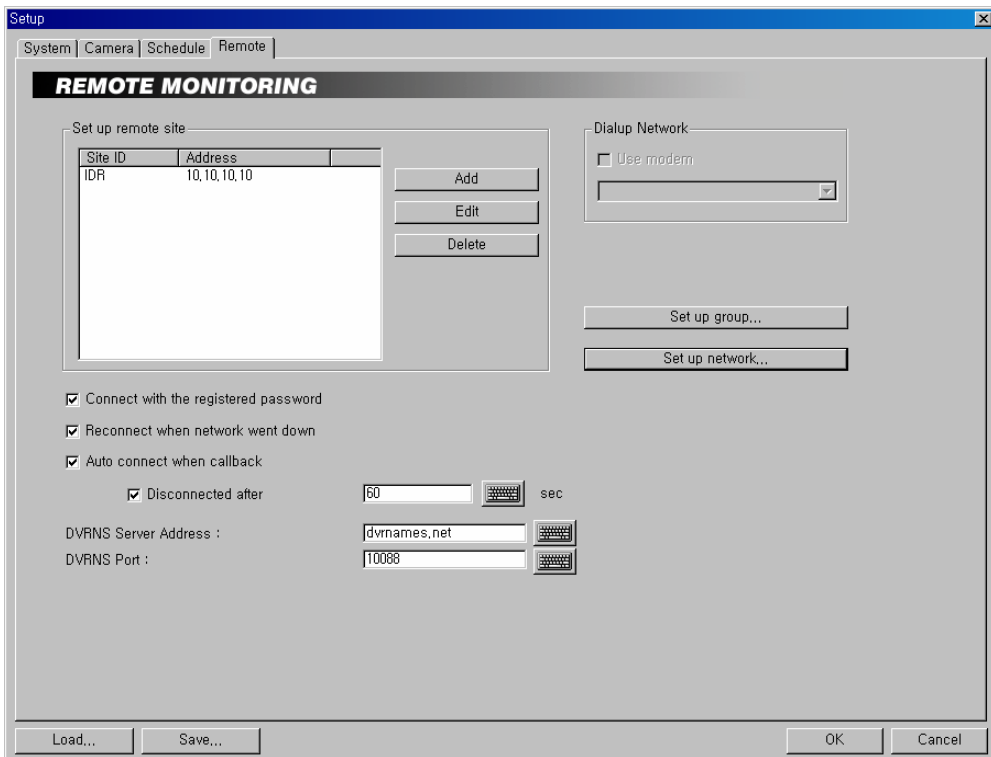 Setup
System Camera Schedule Remote
REMOTE MONITORING
Set up remote site
Site ID Address
IDR 10,10,10,10
Add
Edit
Delete
Dialup Network
Use modem
Set up group,,,
Set up network,,,
Connect with the registered password
Reconnect when network went down
Auto connect when callback
Disconnected after 60 sec
DVRNS Server Address : dvrnames,net
DVRNS Port : 10088
Load,,, Save,,, OK Cancel